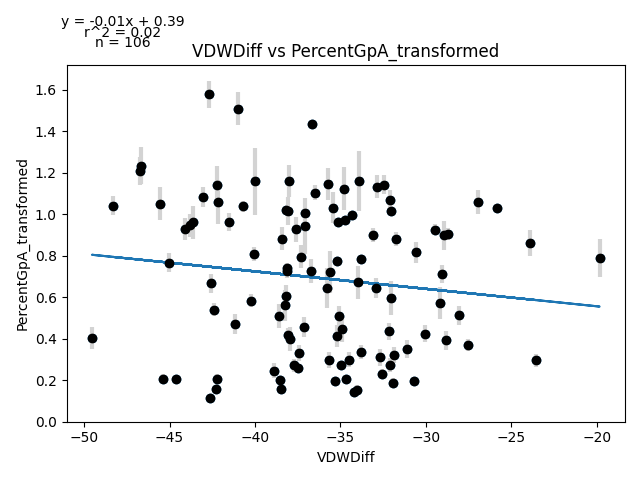 y = -0.01x + 0.39
r^2 = 0.02
n = 106
VDWDiff vs PercentGpA_transformed
PercentGpA_transformed
1.6
1.4
1.2
1.0
0.8
0.6
0.4
0.2
0.0
−50
−45
−40
−35
−30
−25
−20
VDWDiff